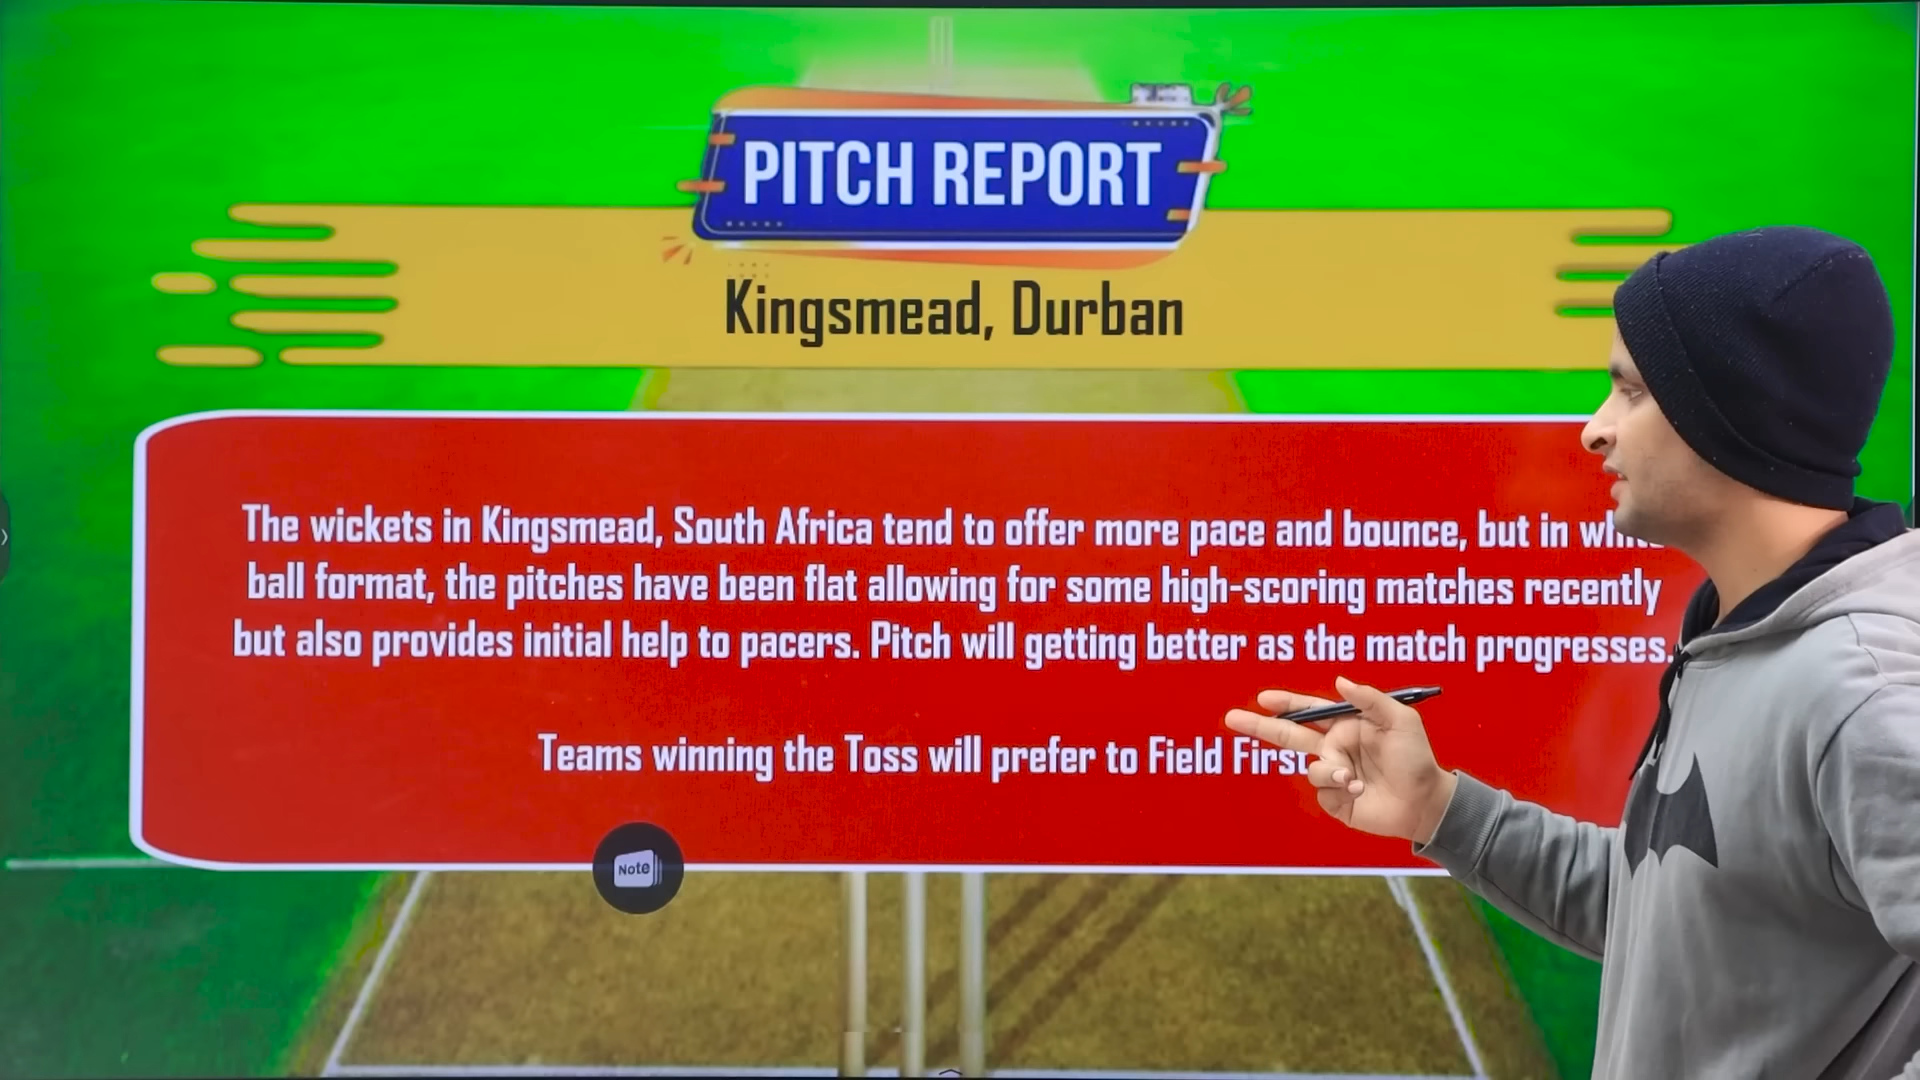 PITCH REPORT
Kingsmead, Durban
The wickets in Kingsmead, South Africa tend to offer more pace and bounce, but in
ball format, the pitches have been flat allowing for some high-scoring matches recently
but also provides initial help to pacers. Pitch will getting better as the match progresses.
Teams winning the Toss will prefer to Field First
Note